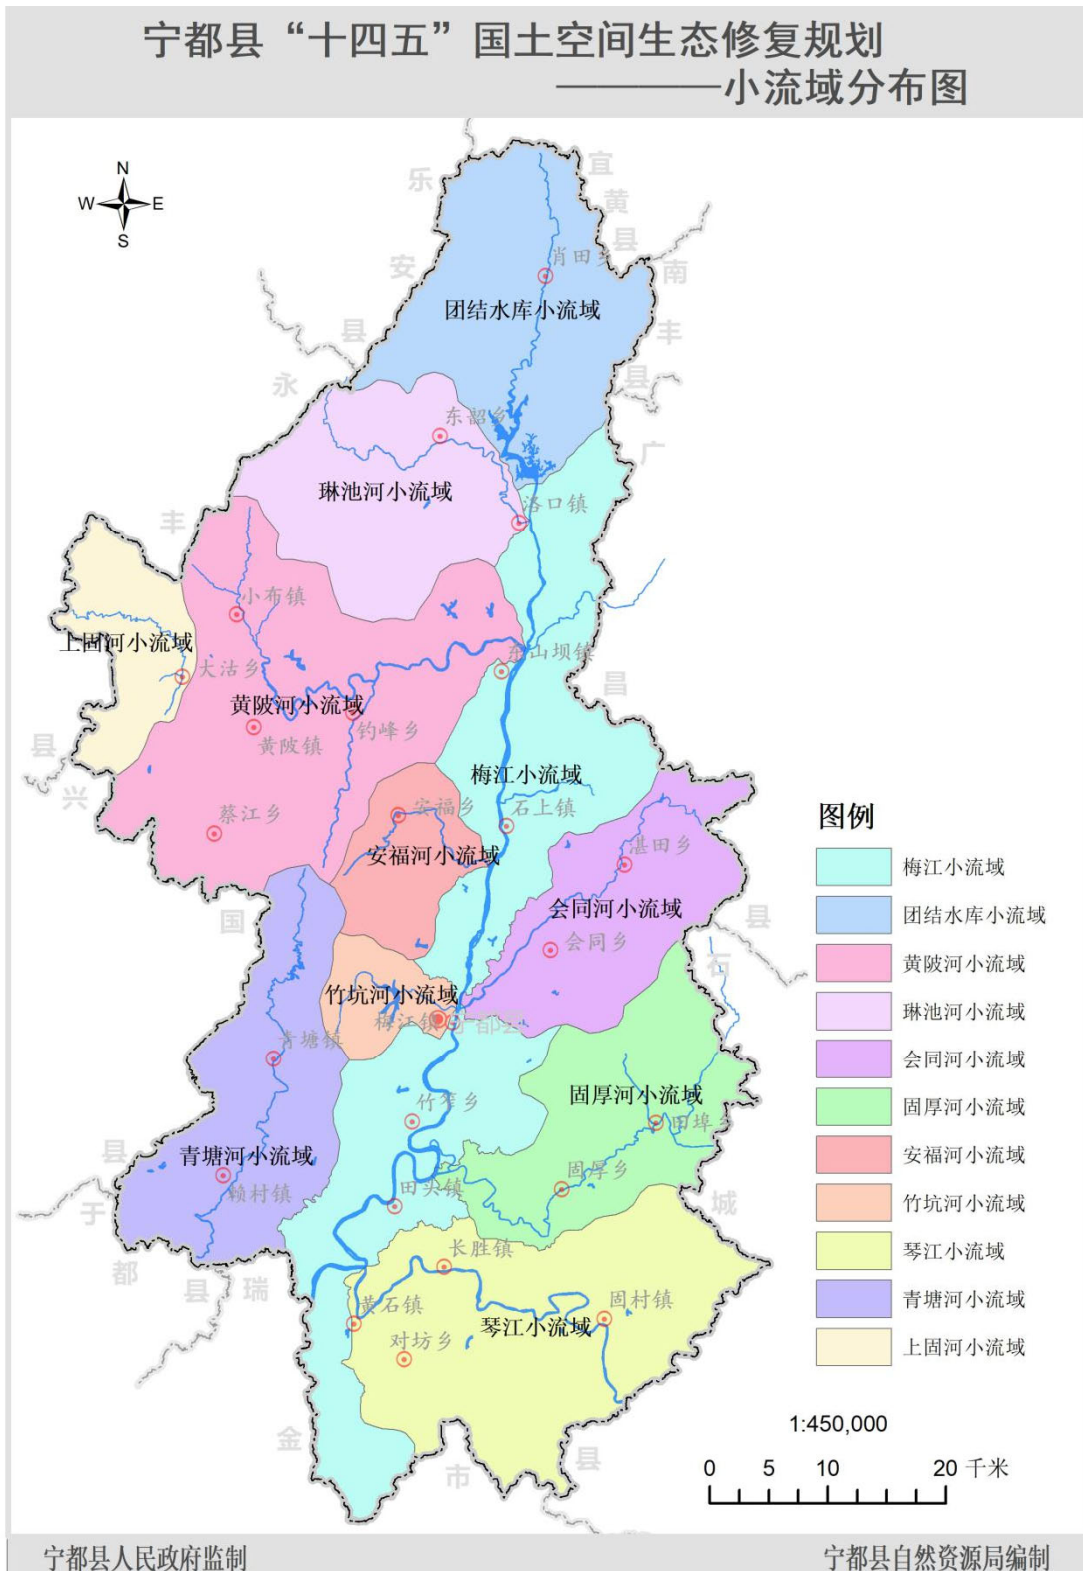 宁都县“十四五”国土空间生态修复规划
————小流域分布图
N
W E
S
乐
安
县
宜
黄
县
南
丰
县
广
昌
县
石
城
县
永
丰
县
兴
国
县
于
都
县
瑞
金
市
肖田乡
团结水库小流域
东韶乡
琳池河小流域
洛口镇
小布镇
上固河小流域
大沽乡
东山坝镇
黄陂河小流域
黄陂镇
钓峰乡
梅江小流域
蔡江乡
安福乡
石上镇
安福河小流域
湛田乡
会同河小流域
会同乡
竹坑河小流域
梅江镇
宁都县
青塘镇
固厚河小流域
竹笮乡
田埠乡
青塘河小流域
赖村镇
田头镇
固厚乡
长胜镇
黄石镇
固村镇
琴江小流域
对坊乡
图例
梅江小流域
团结水库小流域
黄陂河小流域
琳池河小流域
会同河小流域
固厚河小流域
安福河小流域
竹坑河小流域
琴江小流域
青塘河小流域
上固河小流域
1:450,000
0 5 10 20 千米
宁都县人民政府监制
宁都县自然资源局编制